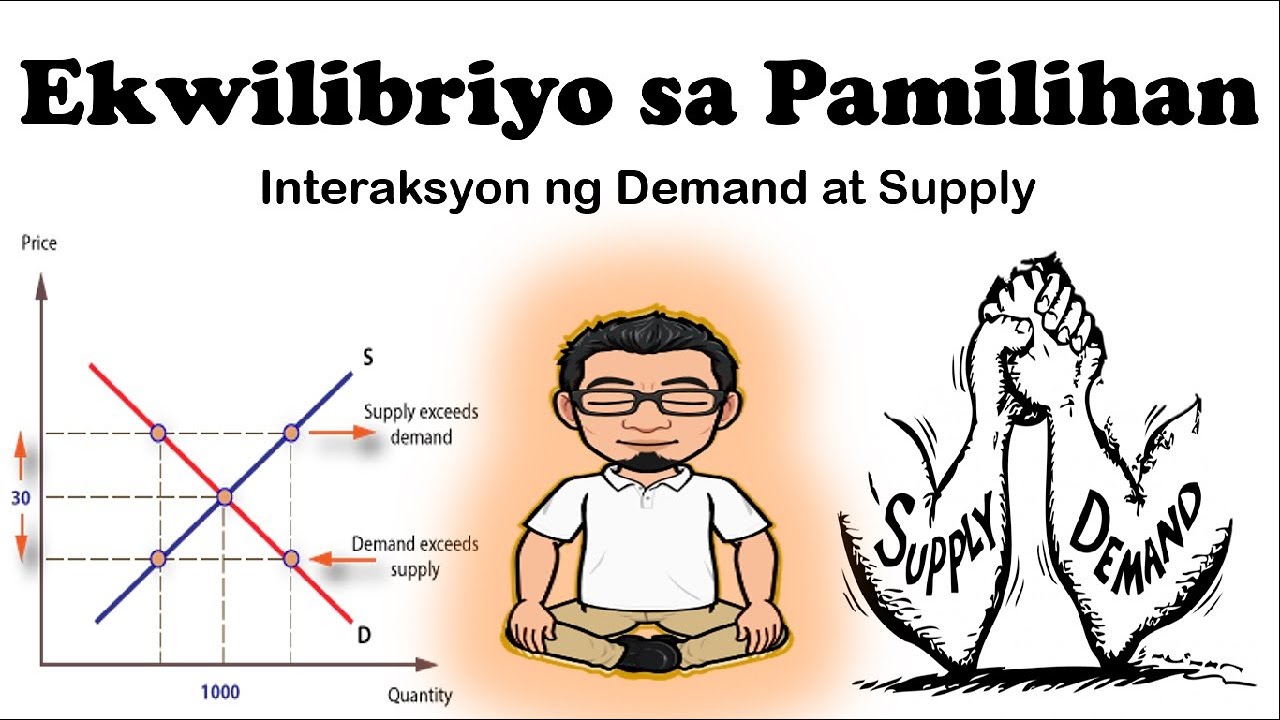 Ekwilibriyo sa Pamilihan
Interaksyon ng Demand at Supply
Price
S
Supply exceeds
demand
30
Demand exceeds
supply
D
1000
Quantity
SUPPLY
DEMAND